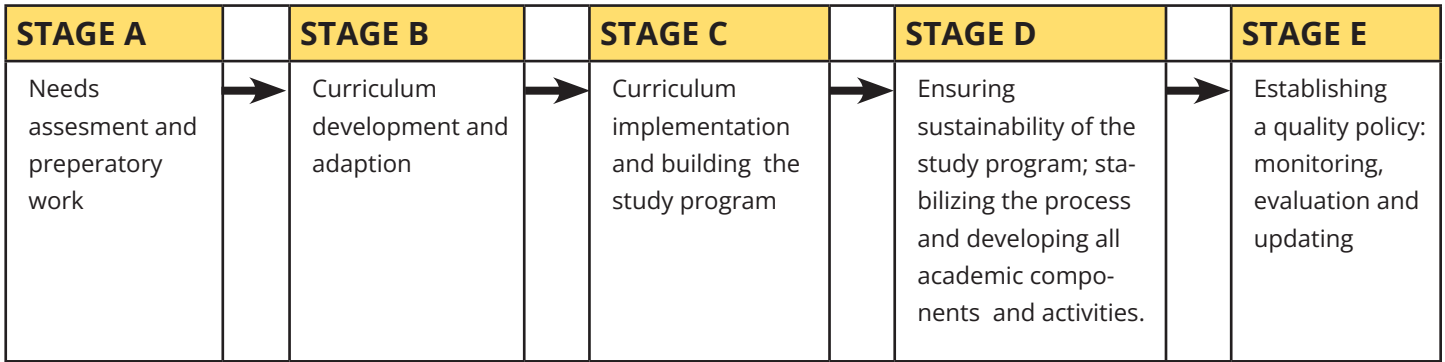 STAGE A
Needs
assesment and
preperatory
work
STAGE B
Curriculum
development and
adaption
STAGE C
Curriculum
implementation
and building  the
study program
STAGE D
Ensuring
sustainability of the
study program; sta-
bilizing the process
and developing all
academic compo-
nents  and activities.
STAGE E
Establishing
a quality policy:
monitoring,
evaluation and
updating